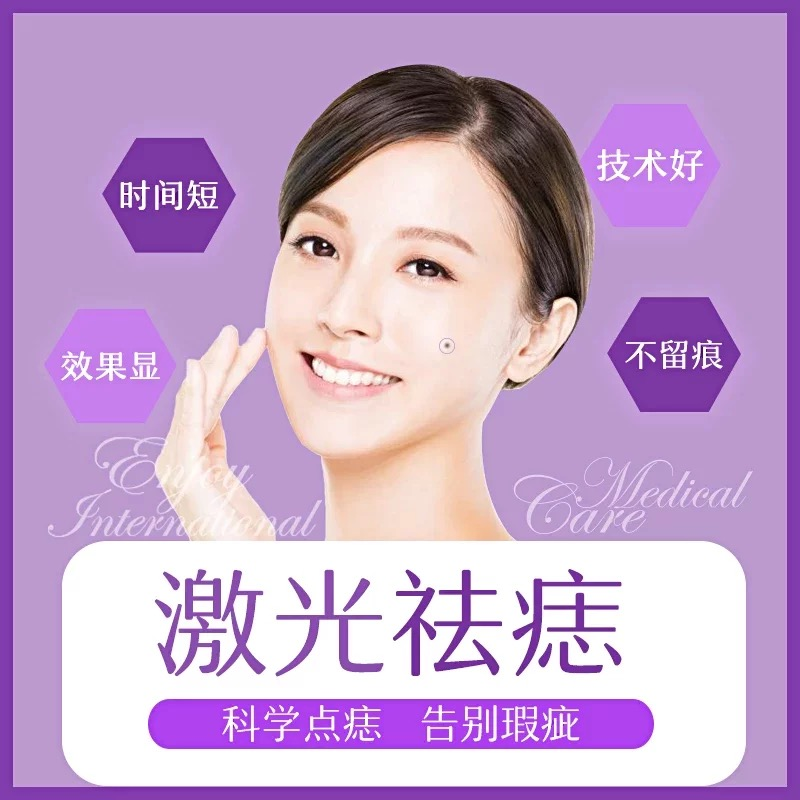 时间短
技术好
效果显
不留痕
Enjoy
International
Medical
Care
激光祛痣
科学点痣 告别瑕疵